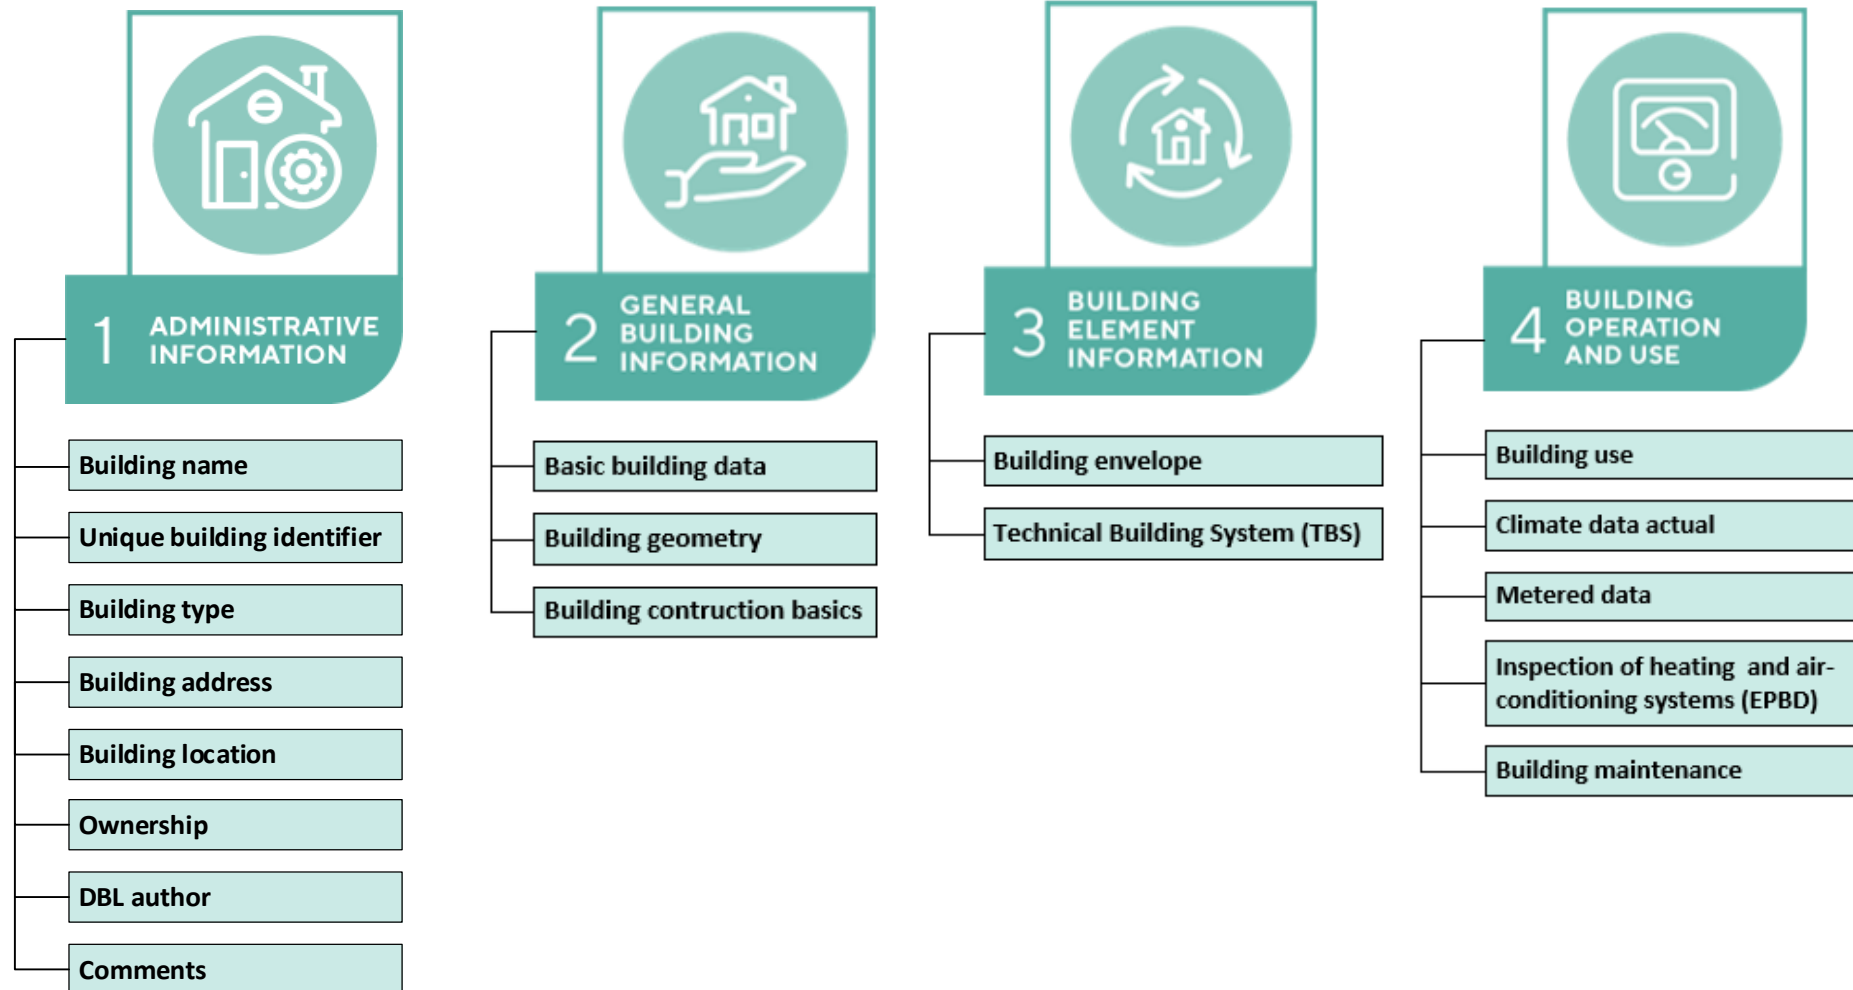 1
ADMINISTRATIVE
INFORMATION
Building name
Unique building identifier
Building type
Building address
Building location
Ownership
DBL author
Comments
2
GENERAL
BUILDING
INFORMATION
Basic building data
Building geometry
Building contruction basics
3
BUILDING
ELEMENT
INFORMATION
Building envelope
Technical Building System (TBS)
4
BUILDING
OPERATION
AND USE
Building use
Climate data actual
Metered data
Inspection of heating and air-
conditioning systems (EPBD)
Building maintenance